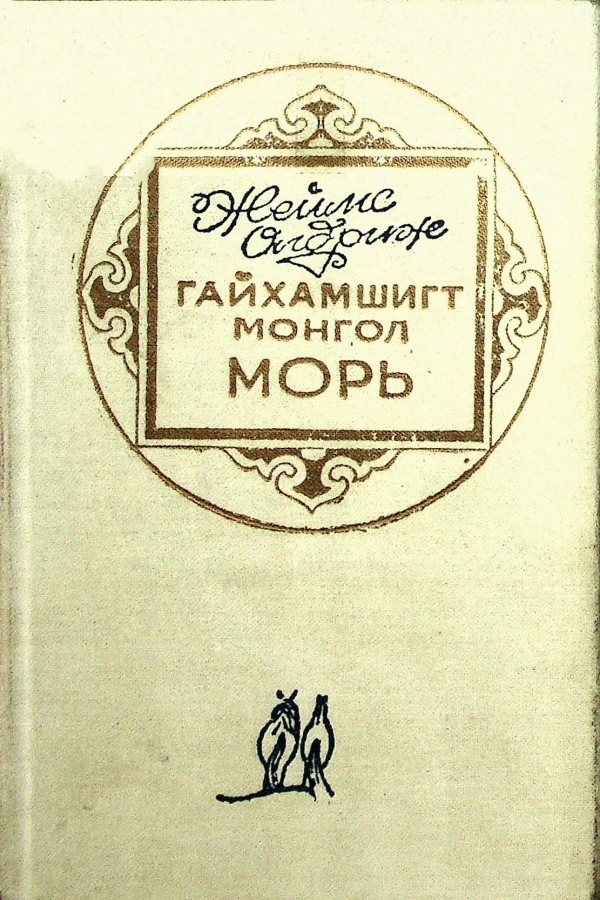 Жеймс
Олдриж
ГАЙХАМШИГТ
МОНГОЛ
МОРЬ